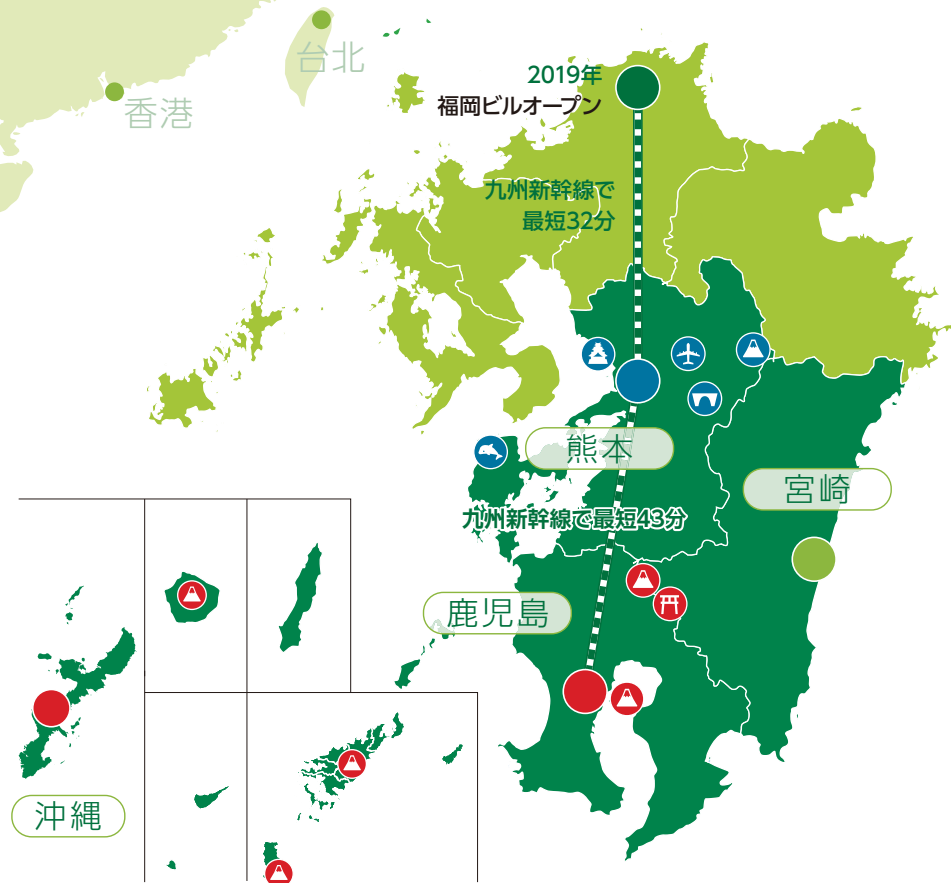 台北
香港
2019年
福岡ビルオープン
九州新幹線で
最短32分
熊本
宮崎
九州新幹線で最短43分
鹿児島
沖縄